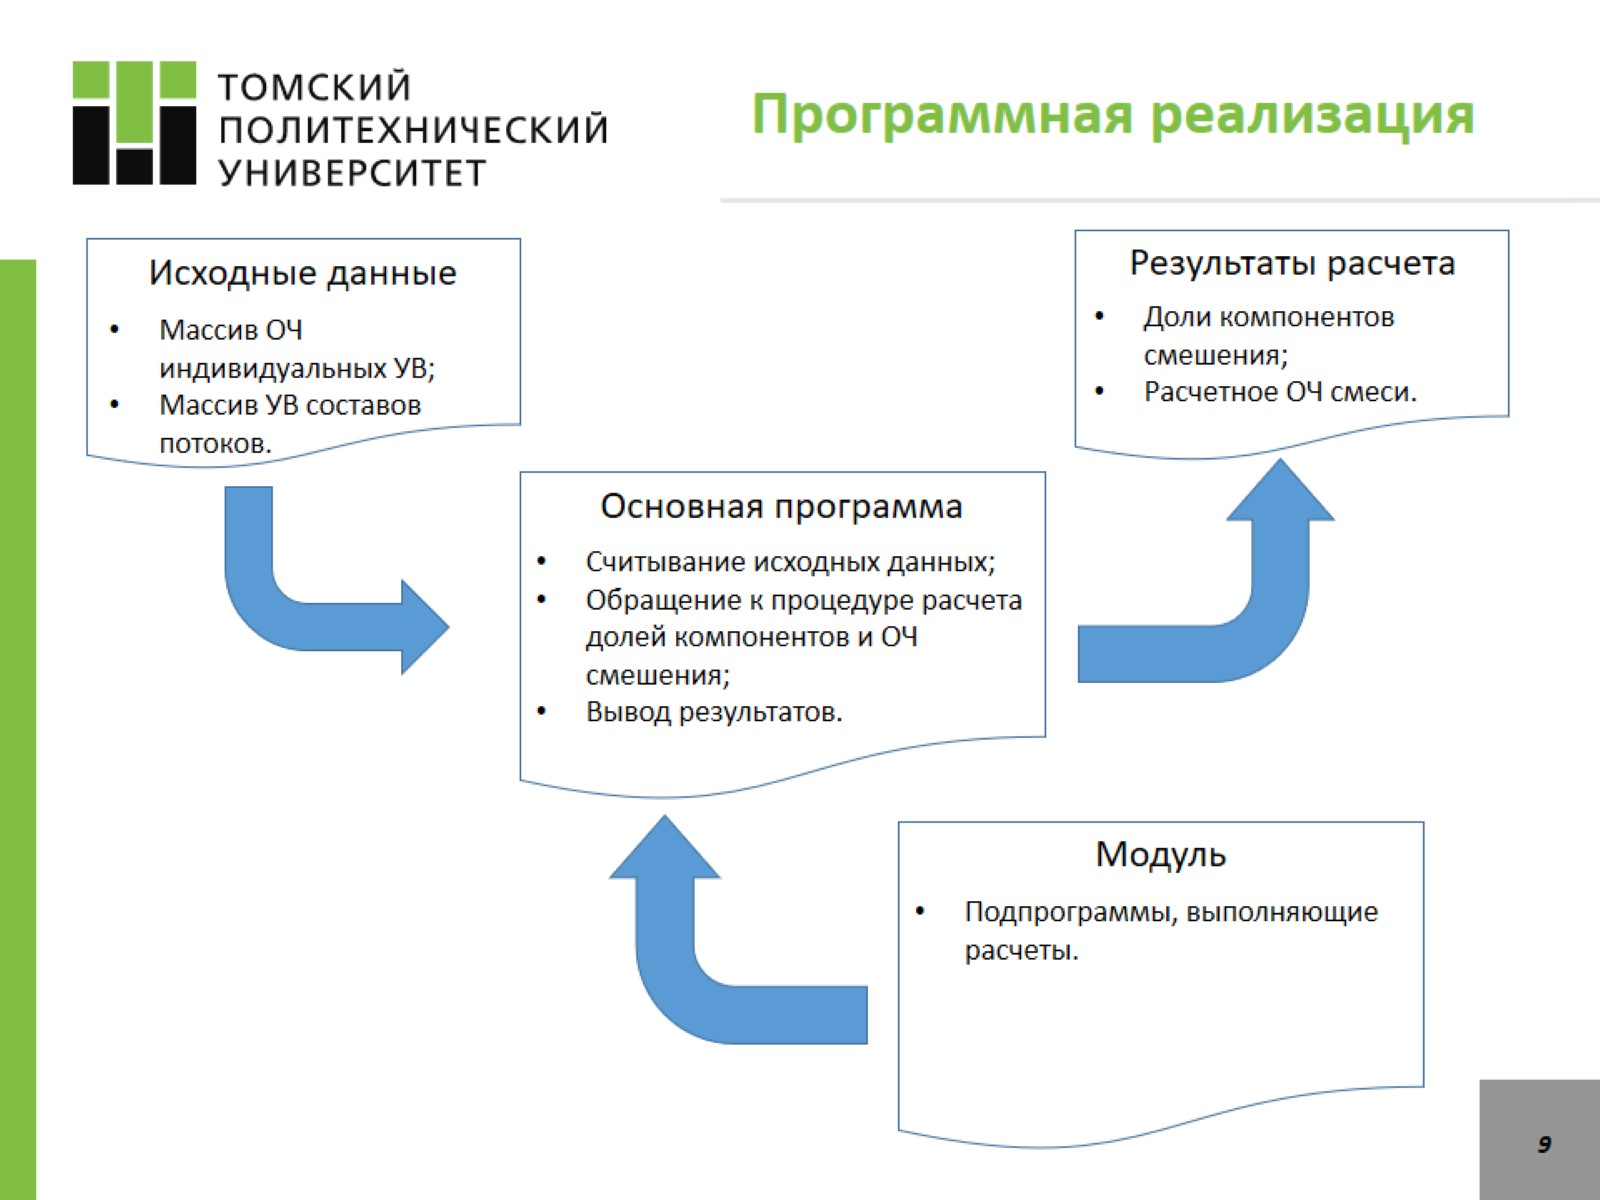 ТОМСКИЙ
ПОЛИТЕХНИЧЕСКИЙ
УНИВЕРСИТЕТ
Программная реализация
Исходные данные
• Массив ОЧ
индивидуальных УВ;
• Массив УВ составов
потоков.
Результаты расчета
• Доли компонентов
смешения;
• Расчетное ОЧ смеси.
Основная программа
• Считывание исходных данных;
• Обращение к процедуре расчета
долей компонентов и ОЧ
смешения;
• Вывод результатов.
Модуль
• Подпрограммы, выполняющие
расчеты.
9